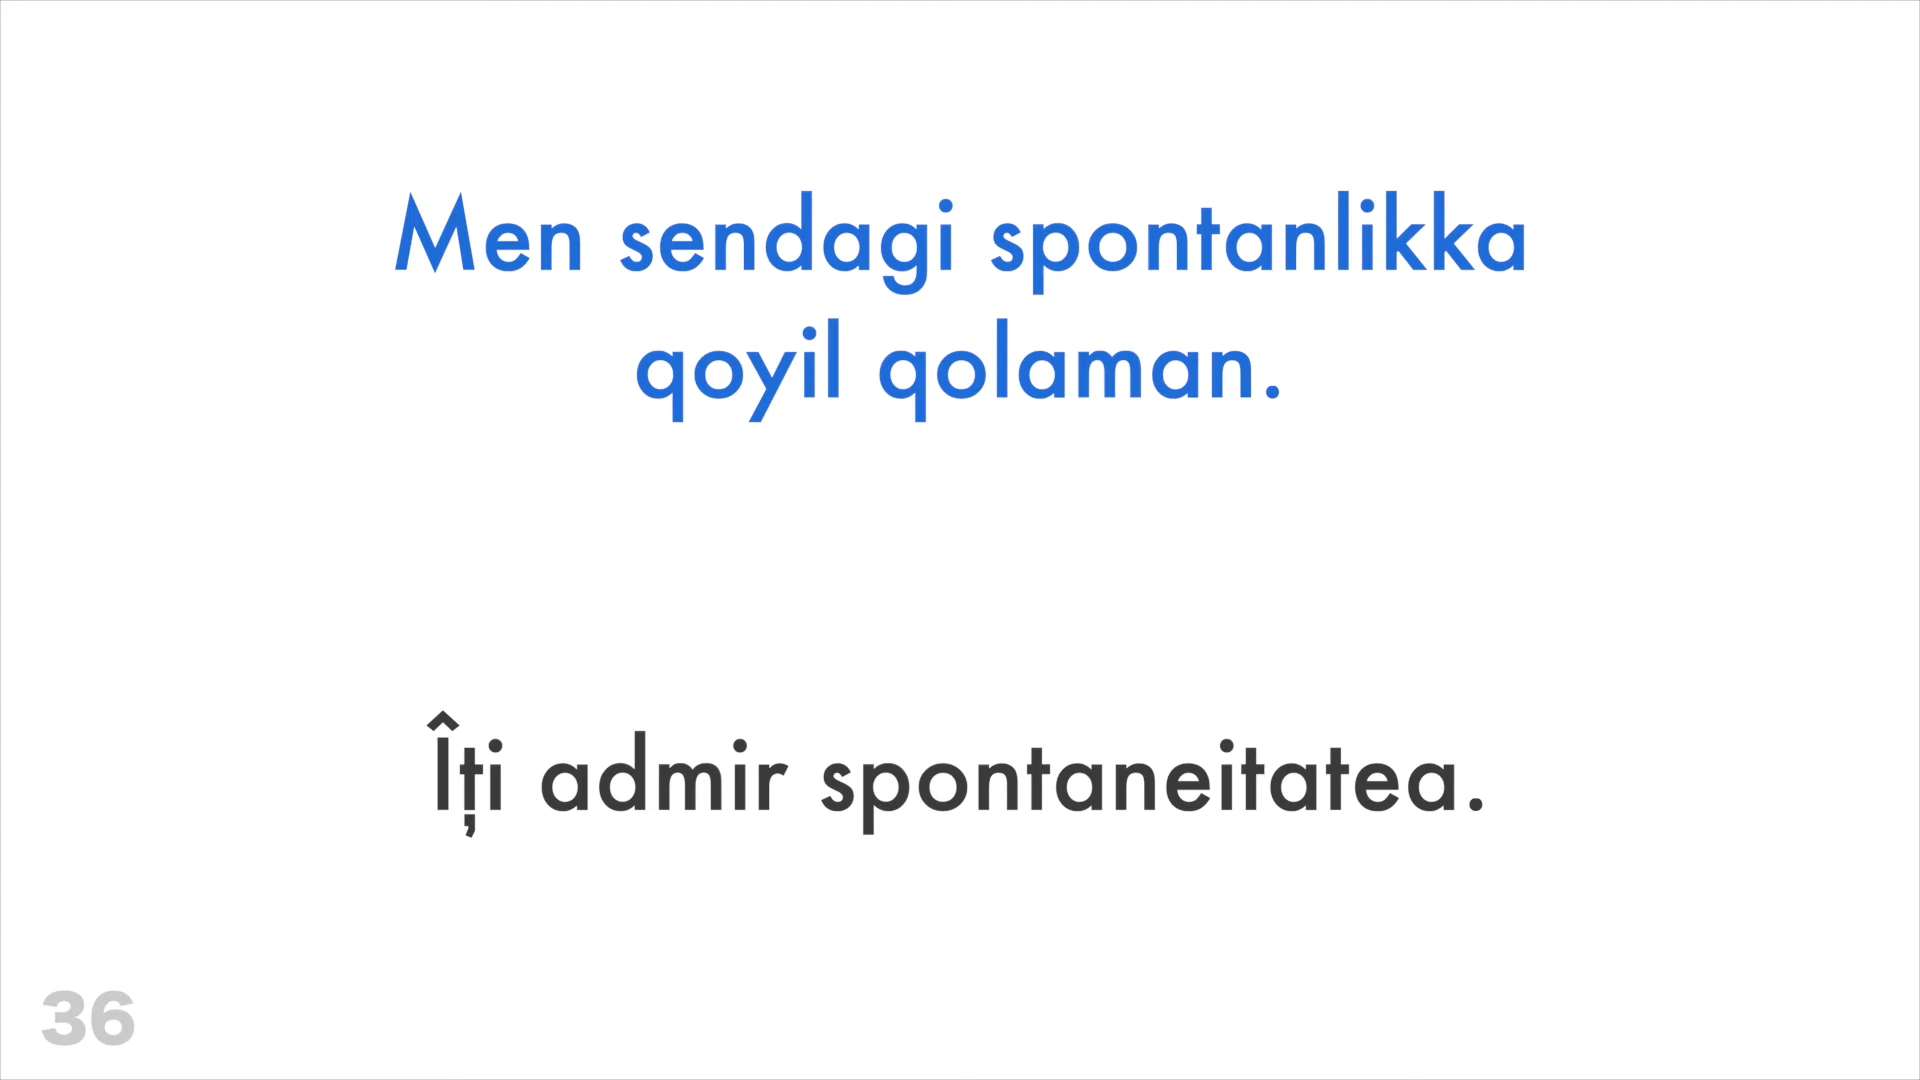 Men sendagi spontanlikka
qoyil qolaman.
Îți admir spontaneitatea.
36